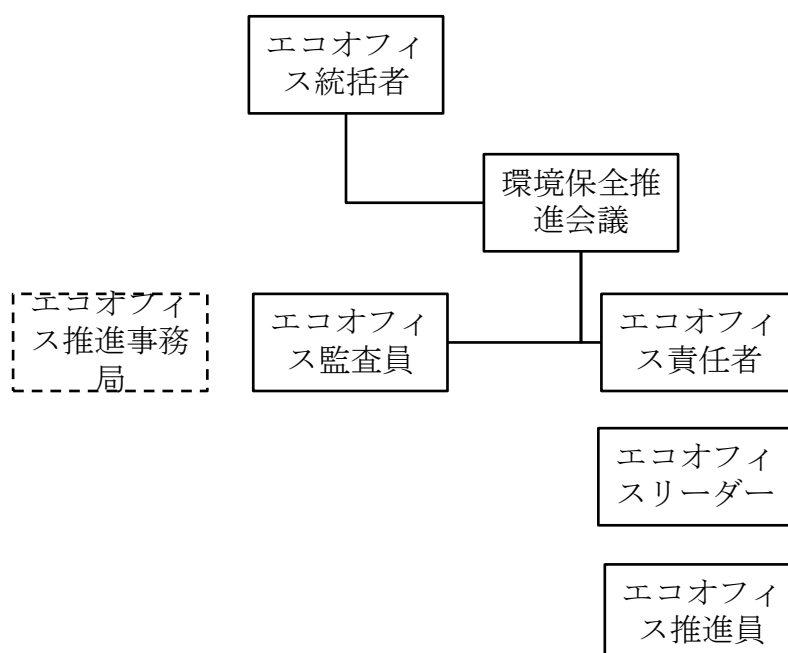 エコオフィ
ス統括者
環境保全推
進会議
エコオフィ
ス推進事務
局
エコオフィ
ス監査員
エコオフィ
ス責任者
エコオフィ
スリーダー
エコオフィ
ス推進員